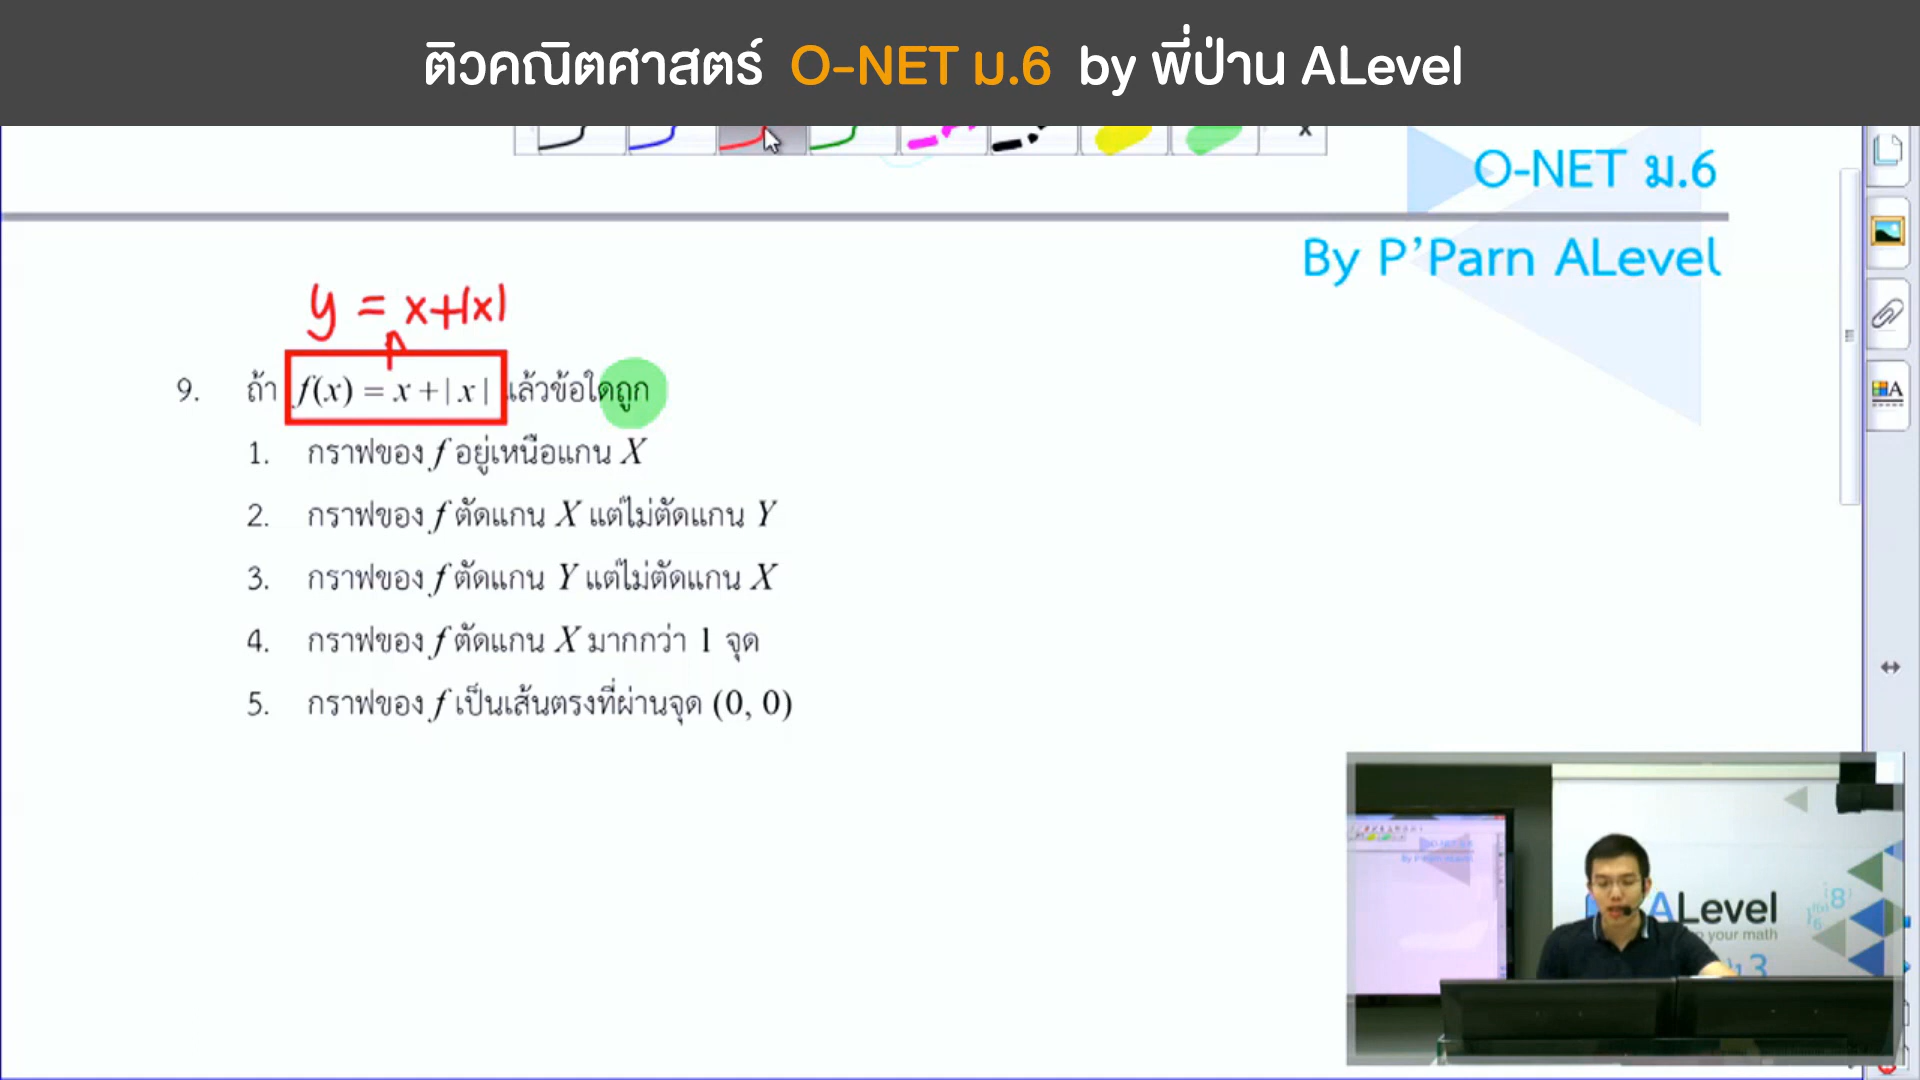 ติวคณิตศาสตร์ O-NET ม.6 by พี่ป่าน ALevel
O-NET ม.6
By P’Parn ALevel
y = x+|x|
9. ถ้า f(x) = x + | x | แล้วข้อใดถูก
1. กราฟของ f อยู่เหนือแกน X
2. กราฟของ f ตัดแกน X แต่ไม่ตัดแกน Y
3. กราฟของ f ตัดแกน Y แต่ไม่ตัดแกน X
4. กราฟของ f ตัดแกน X มากกว่า 1 จุด
5. กราฟของ f เป็นเส้นตรงที่ผ่านจุด (0, 0)
ALevel
your math